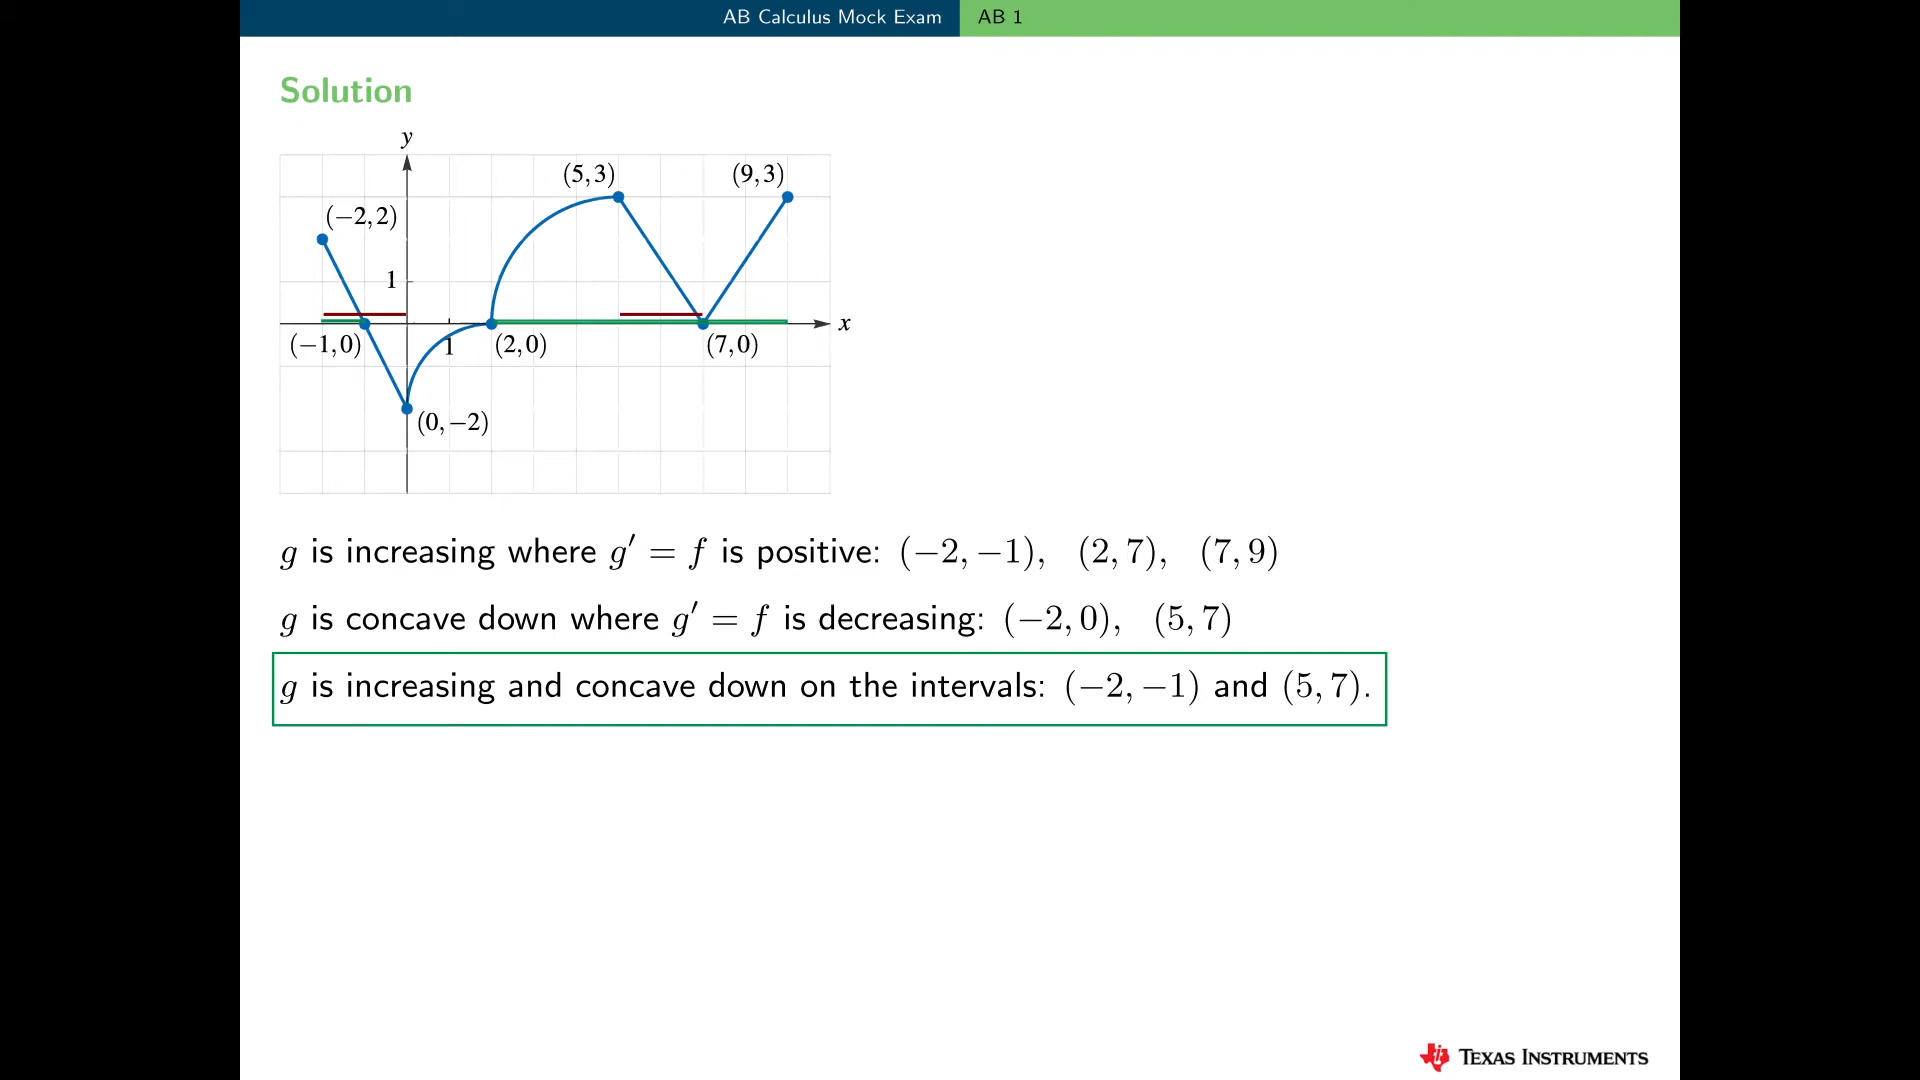 AB Calculus Mock Exam AB 1
Solution
y
(5,3) (9,3)
(−2,2)
1
x
(−1,0) 1 (2,0) (7,0)
(0,−2)
g is increasing where g′ = f is positive: (−2, −1), (2, 7), (7, 9)
g is concave down where g′ = f is decreasing: (−2, 0), (5, 7)
g is increasing and concave down on the intervals: (−2, −1) and (5, 7).
TEXAS INSTRUMENTS